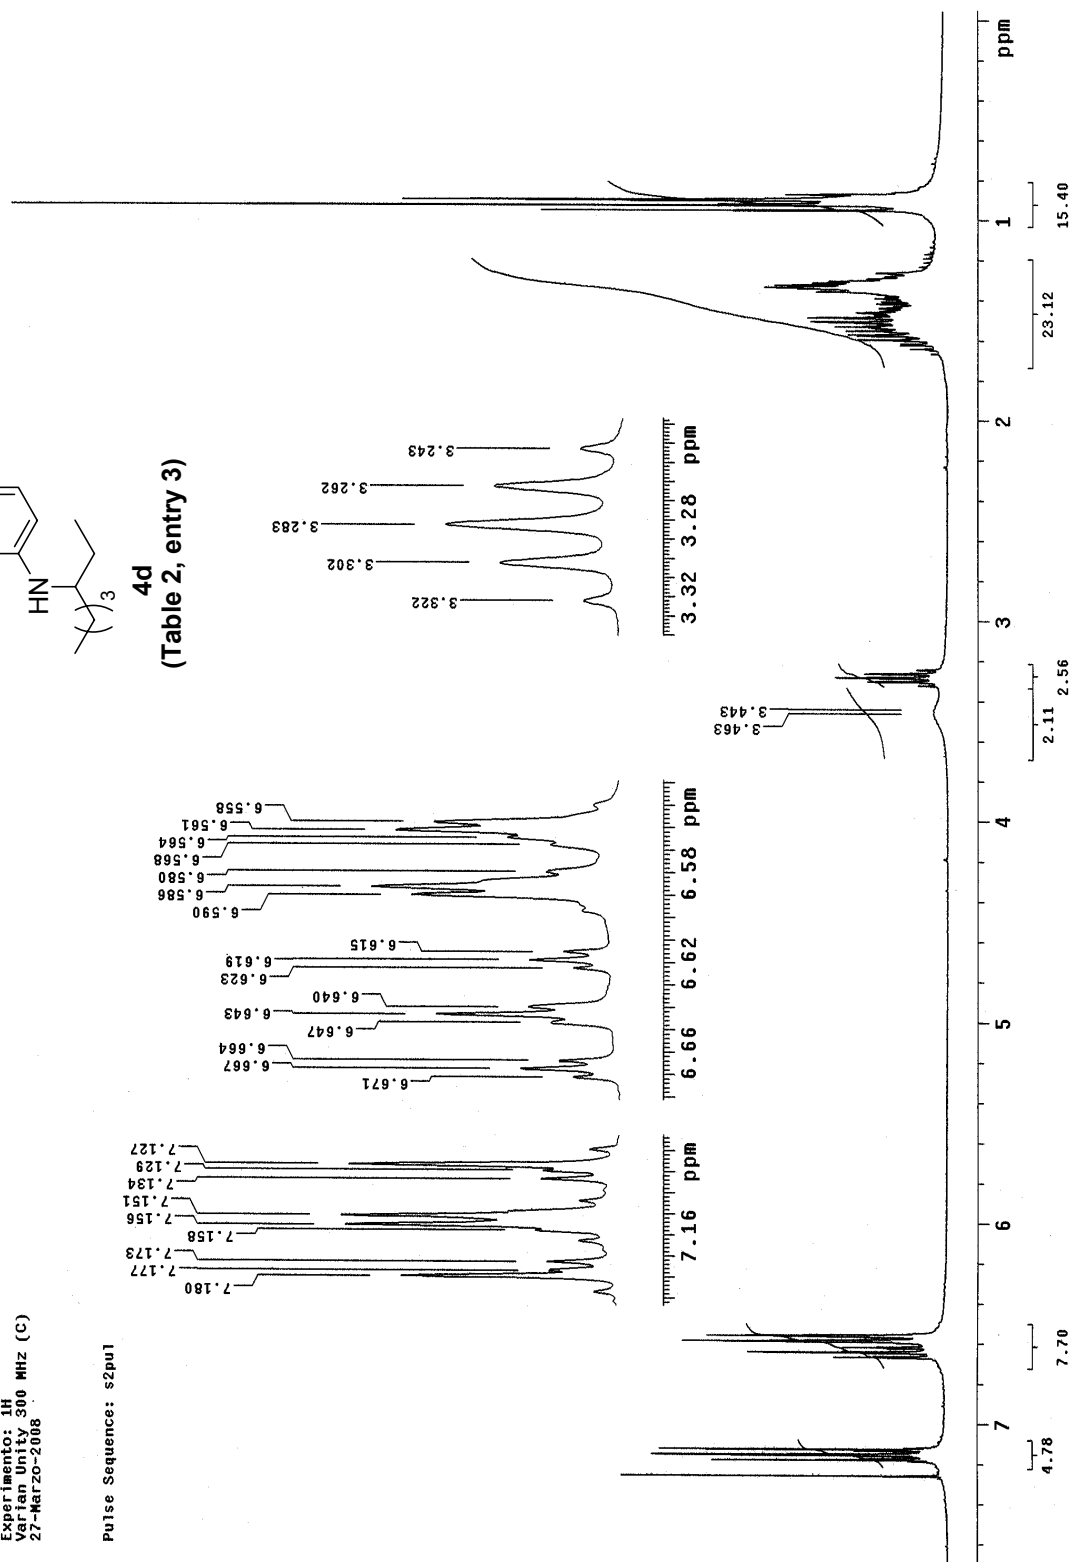 Experimento: 1H
Varian Unity 300 MHz (C)
27-Marzo-2008
Pulse Sequence: s2pul
HN
3
4d
(Table 2, entry 3)
7.180
7.177
7.173
7.158
7.156
7.151
7.134
7.129
7.127
7.16 ppm
6.671
6.667
6.664
6.647
6.643
6.640
6.623
6.619
6.615
6.590
6.586
6.580
6.568
6.564
6.561
6.558
6.66 6.62 6.58 ppm
3.463
3.443
3.322
3.302
3.283
3.262
3.243
3.32 3.28 ppm
7 6 5 4 3 2 1 ppm
4.78 7.70 2.11 2.56 23.12 15.40